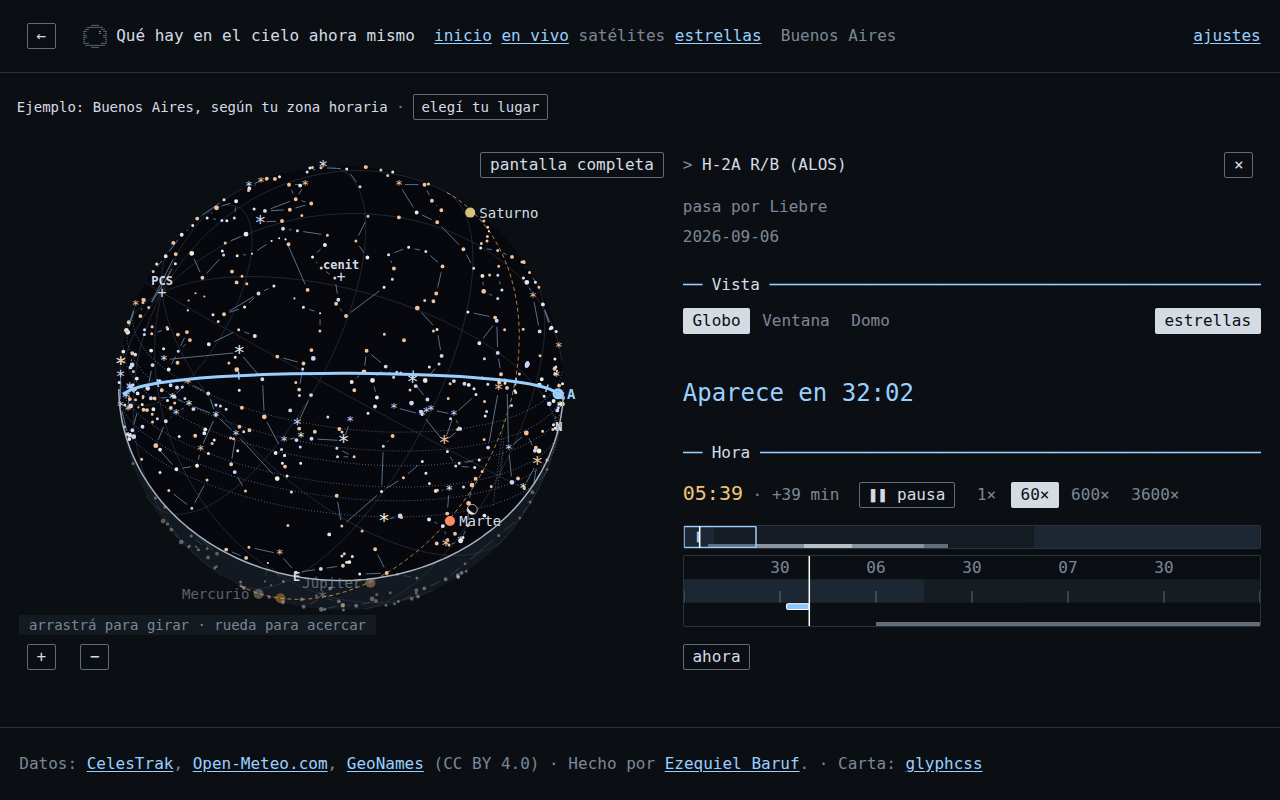 ← Qué hay en el cielo ahora mismo inicio en vivo satélites estrellas Buenos Aires ajustes
Ejemplo: Buenos Aires, según tu zona horaria · elegí tu lugar
pantalla completa
Saturno
cenit
PCS
A
N
Marte
E
Júpiter
Mercurio
arrastrá para girar · rueda para acercar
+ −
> H-2A R/B (ALOS) ×
pasa por Liebre
2026-09-06
Vista
Globo Ventana Domo estrellas
Aparece en 32:02
Hora
05:39 · +39 min ❚❚ pausa 1× 60× 600× 3600×
30 06 30 07 30
ahora
Datos: CelesTrak, Open-Meteo.com, GeoNames (CC BY 4.0) · Hecho por Ezequiel Baruf. · Carta: glyphcss